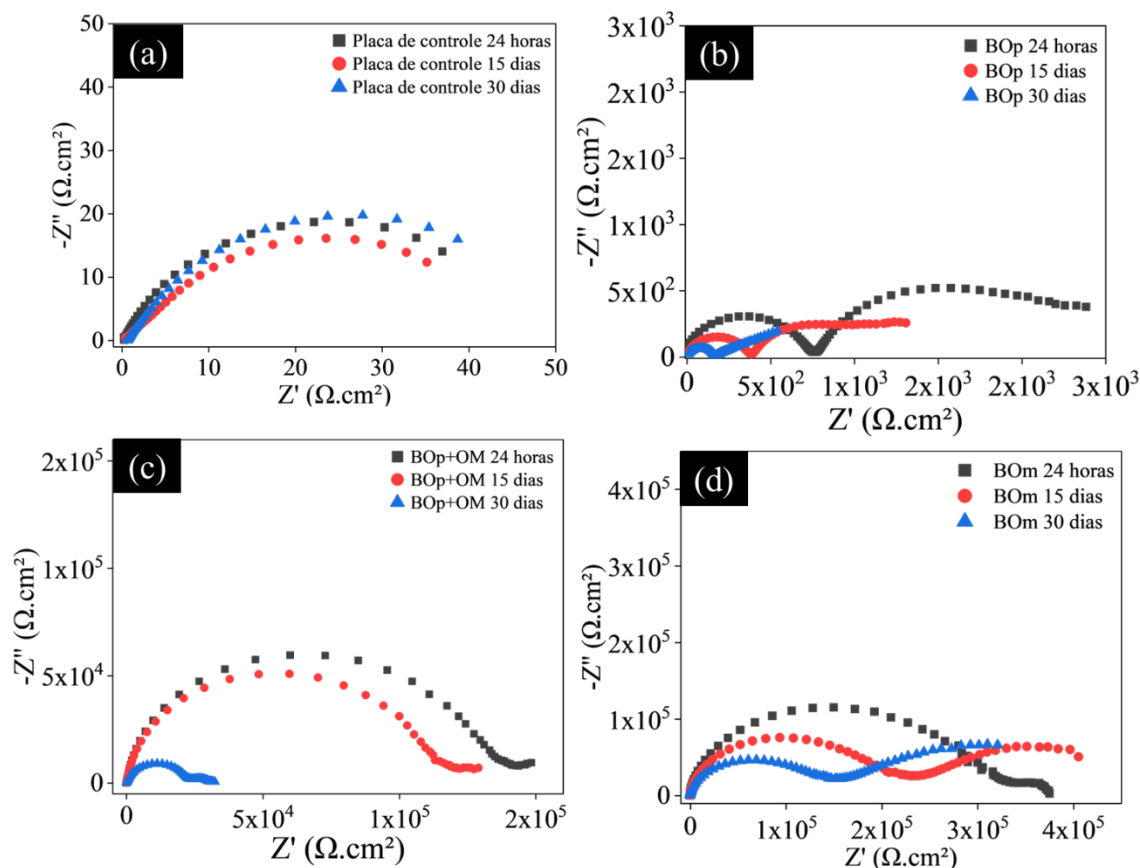 (a)
Placa de controle 24 horas
Placa de controle 15 dias
Placa de controle 30 dias
50
40
30
20
10
0
-Z'' (Ω.cm²)
0 10 20 30 40 50
Z' (Ω.cm²)
(b)
BOp 24 horas
BOp 15 dias
BOp 30 dias
3x10³
2x10³
2x10³
1x10³
5x10²
0
-Z'' (Ω.cm²)
0 5x10² 1x10³ 2x10³ 2x10³ 3x10³
Z' (Ω.cm²)
(c)
BOp+OM 24 horas
BOp+OM 15 dias
BOp+OM 30 dias
2x10⁵
1x10⁵
5x10⁴
0
-Z'' (Ω.cm²)
0 5x10⁴ 1x10⁵ 2x10⁵
Z' (Ω.cm²)
(d)
BOm 24 horas
BOm 15 dias
BOm 30 dias
4x10⁵
3x10⁵
2x10⁵
1x10⁵
0
-Z'' (Ω.cm²)
0 1x10⁵ 2x10⁵ 3x10⁵ 4x10⁵
Z' (Ω.cm²)